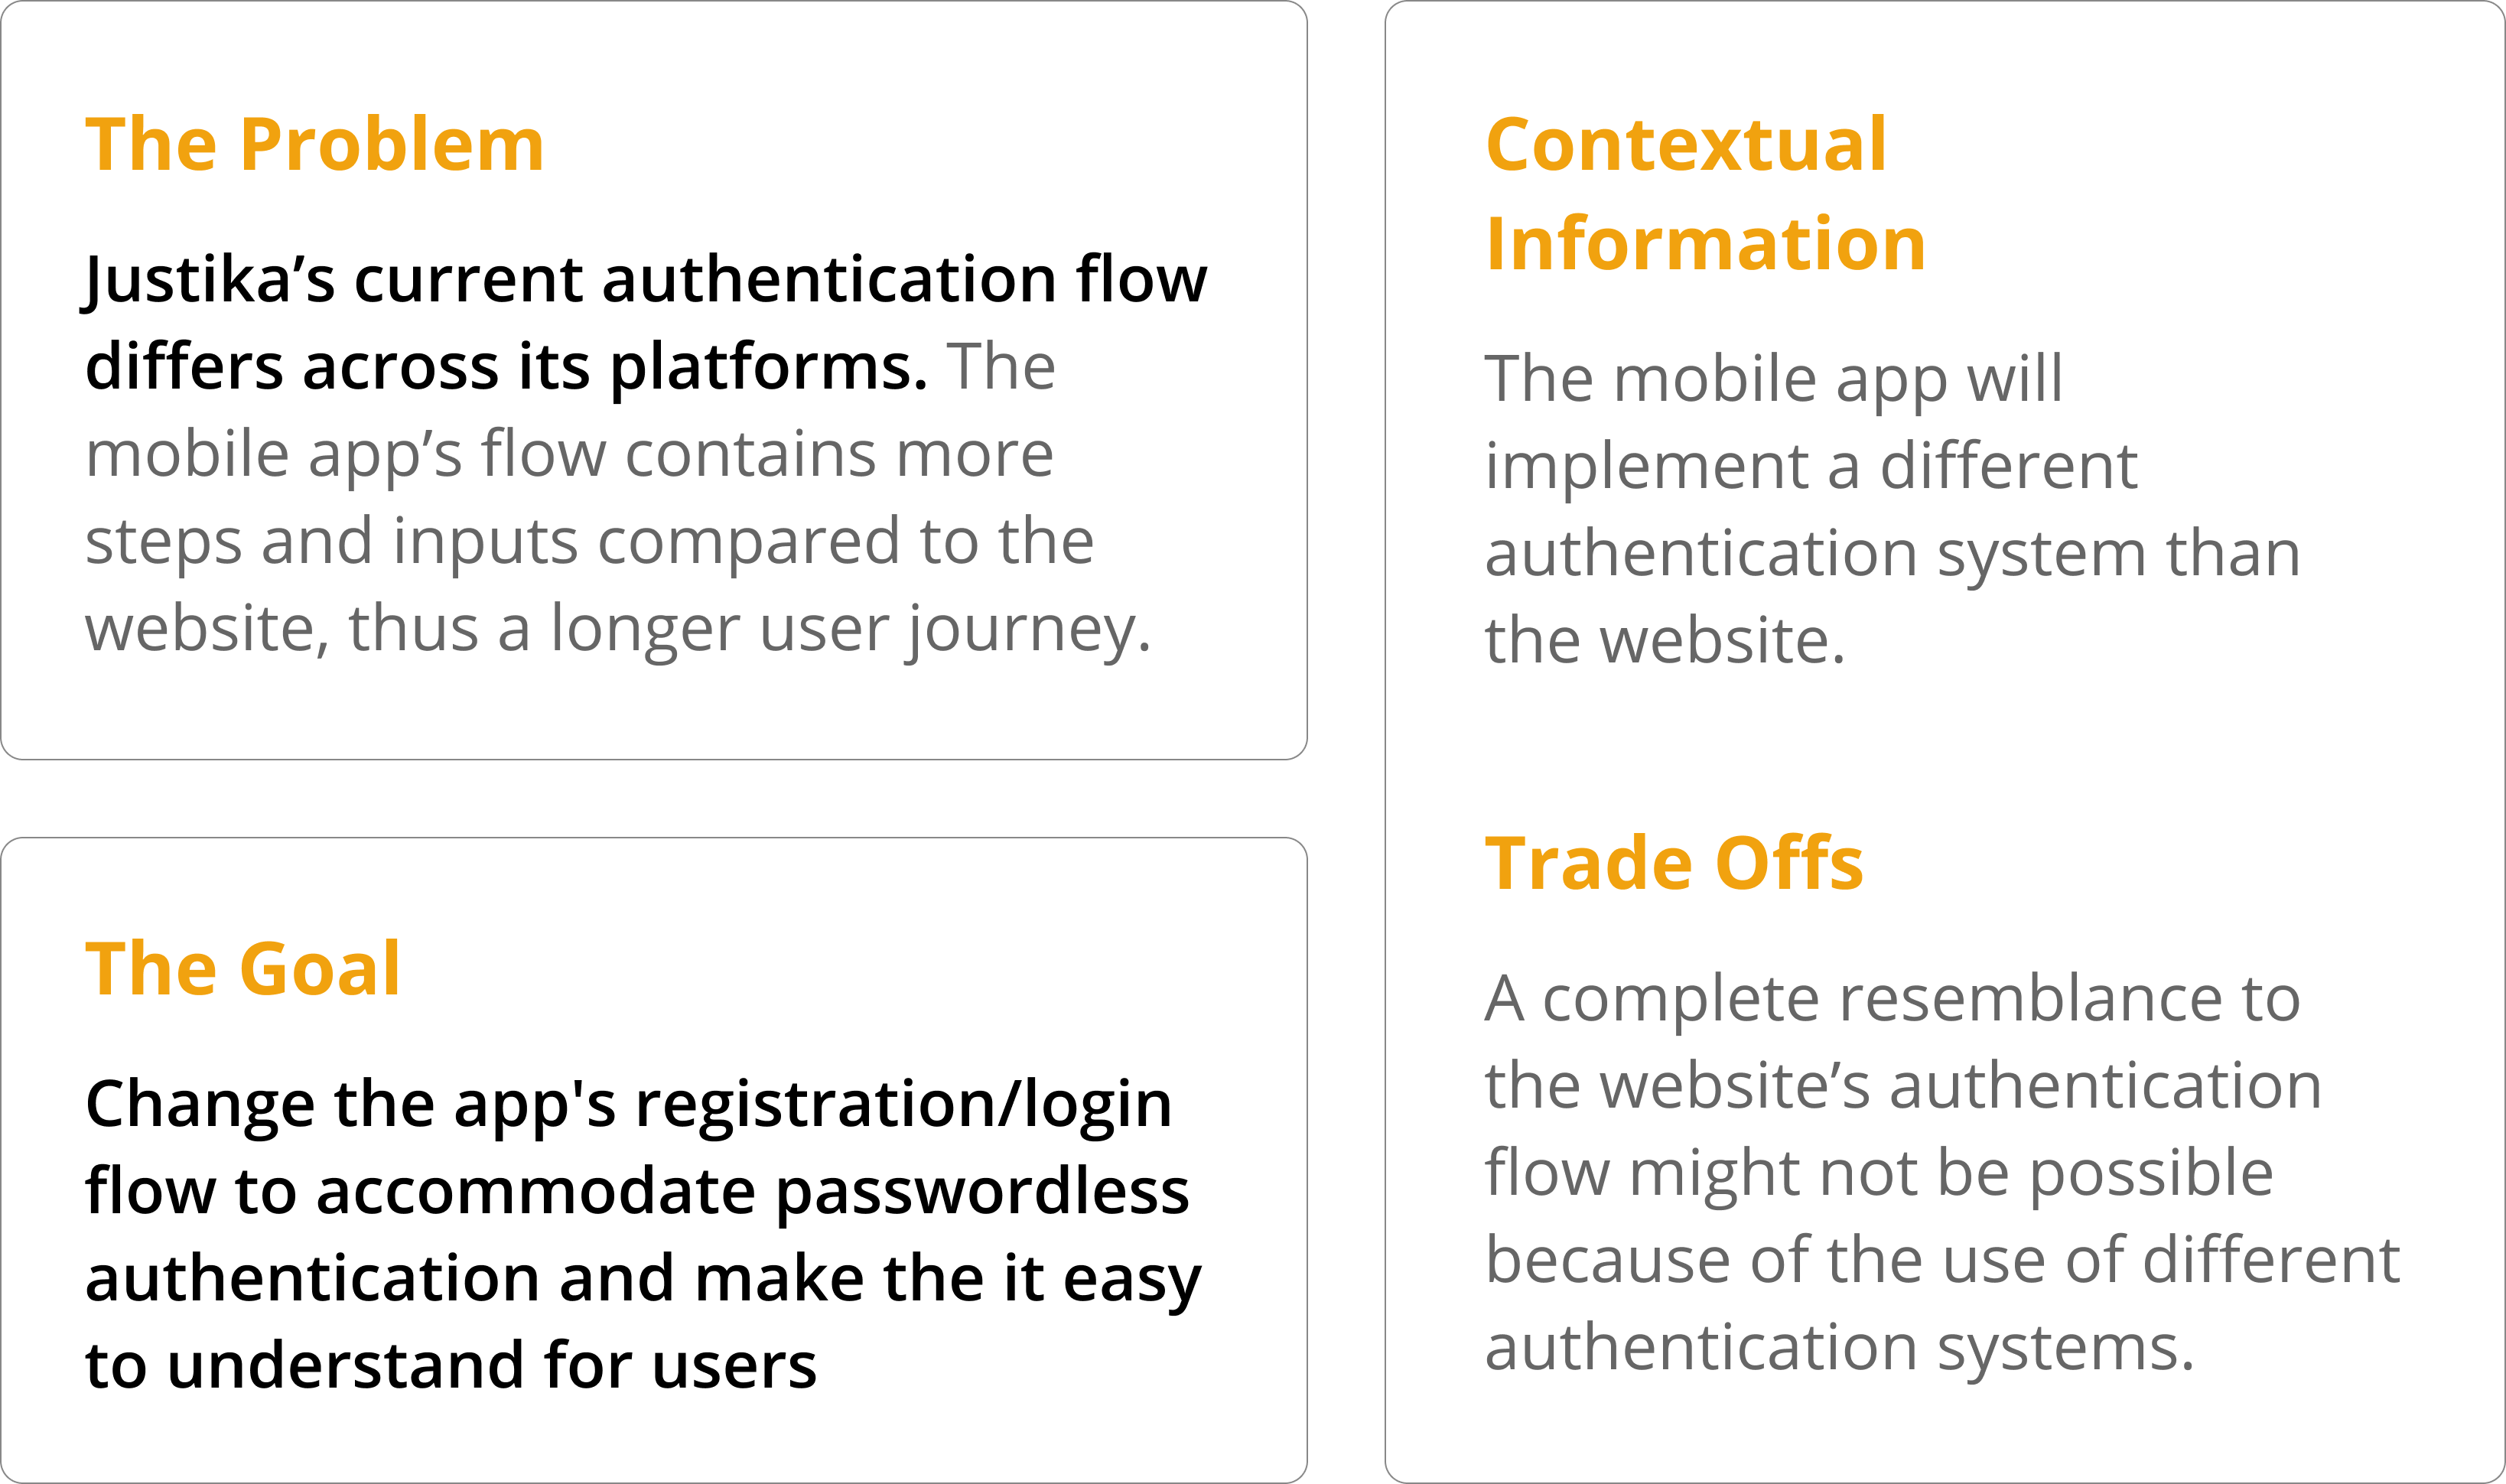 The Problem
Justika’s current authentication flow
differs across its platforms. The
mobile app’s flow contains more
steps and inputs compared to the
website, thus a longer user journey.
The Goal
Change the app's registration/login
flow to accommodate passwordless
authentication and make the it easy
to understand for users
Contextual
Information
The mobile app will
implement a different
authentication system than
the website.
Trade Offs
A complete resemblance to
the website’s authentication
flow might not be possible
because of the use of different
authentication systems.